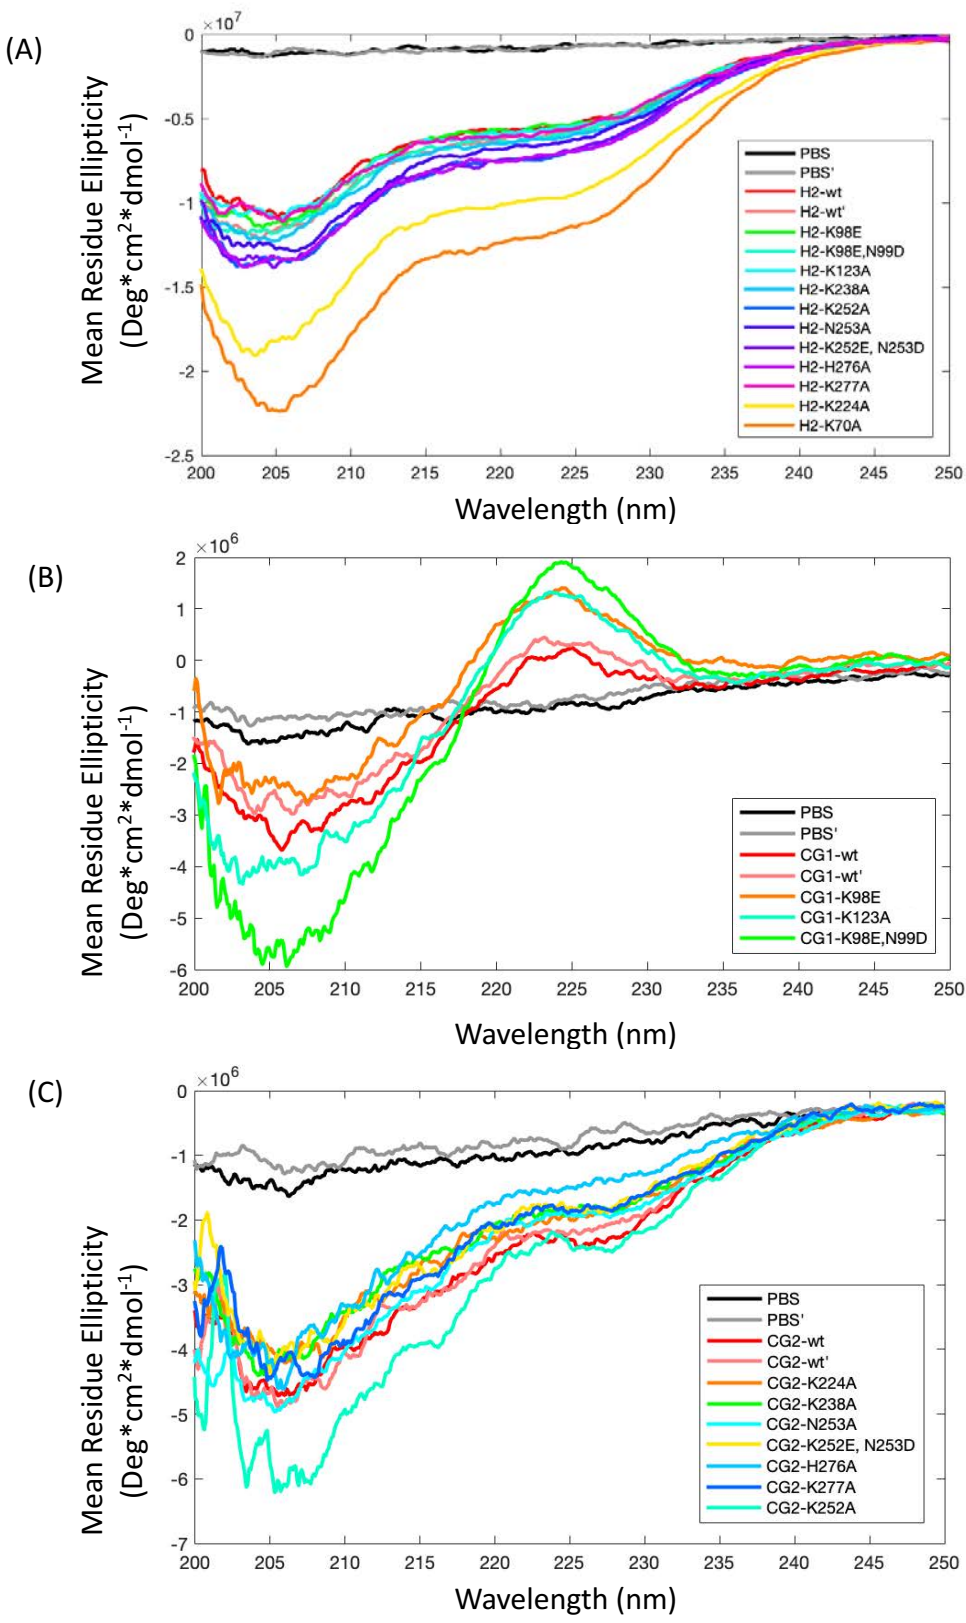 (A)
×10⁷
Mean Residue Ellipticity
(Deg*cm²*dmol⁻¹)
0
-0.5
-1
-1.5
-2
-2.5
PBS
PBS'
H2-wt
H2-wt'
H2-K98E
H2-K98E,N99D
H2-K123A
H2-K238A
H2-K252A
H2-N253A
H2-K252E, N253D
H2-H276A
H2-K277A
H2-K224A
H2-K70A
200 205 210 215 220 225 230 235 240 245 250
Wavelength (nm)
(B)
×10⁶
Mean Residue Ellipticity
(Deg*cm²*dmol⁻¹)
2
1
0
-1
-2
-3
-4
-5
-6
PBS
PBS'
CG1-wt
CG1-wt'
CG1-K98E
CG1-K123A
CG1-K98E,N99D
200 205 210 215 220 225 230 235 240 245 250
Wavelength (nm)
(C)
×10⁶
Mean Residue Ellipticity
(Deg*cm²*dmol⁻¹)
0
-1
-2
-3
-4
-5
-6
-7
PBS
PBS'
CG2-wt
CG2-wt'
CG2-K224A
CG2-K238A
CG2-N253A
CG2-K252E, N253D
CG2-H276A
CG2-K277A
CG2-K252A
200 205 210 215 220 225 230 235 240 245 250
Wavelength (nm)